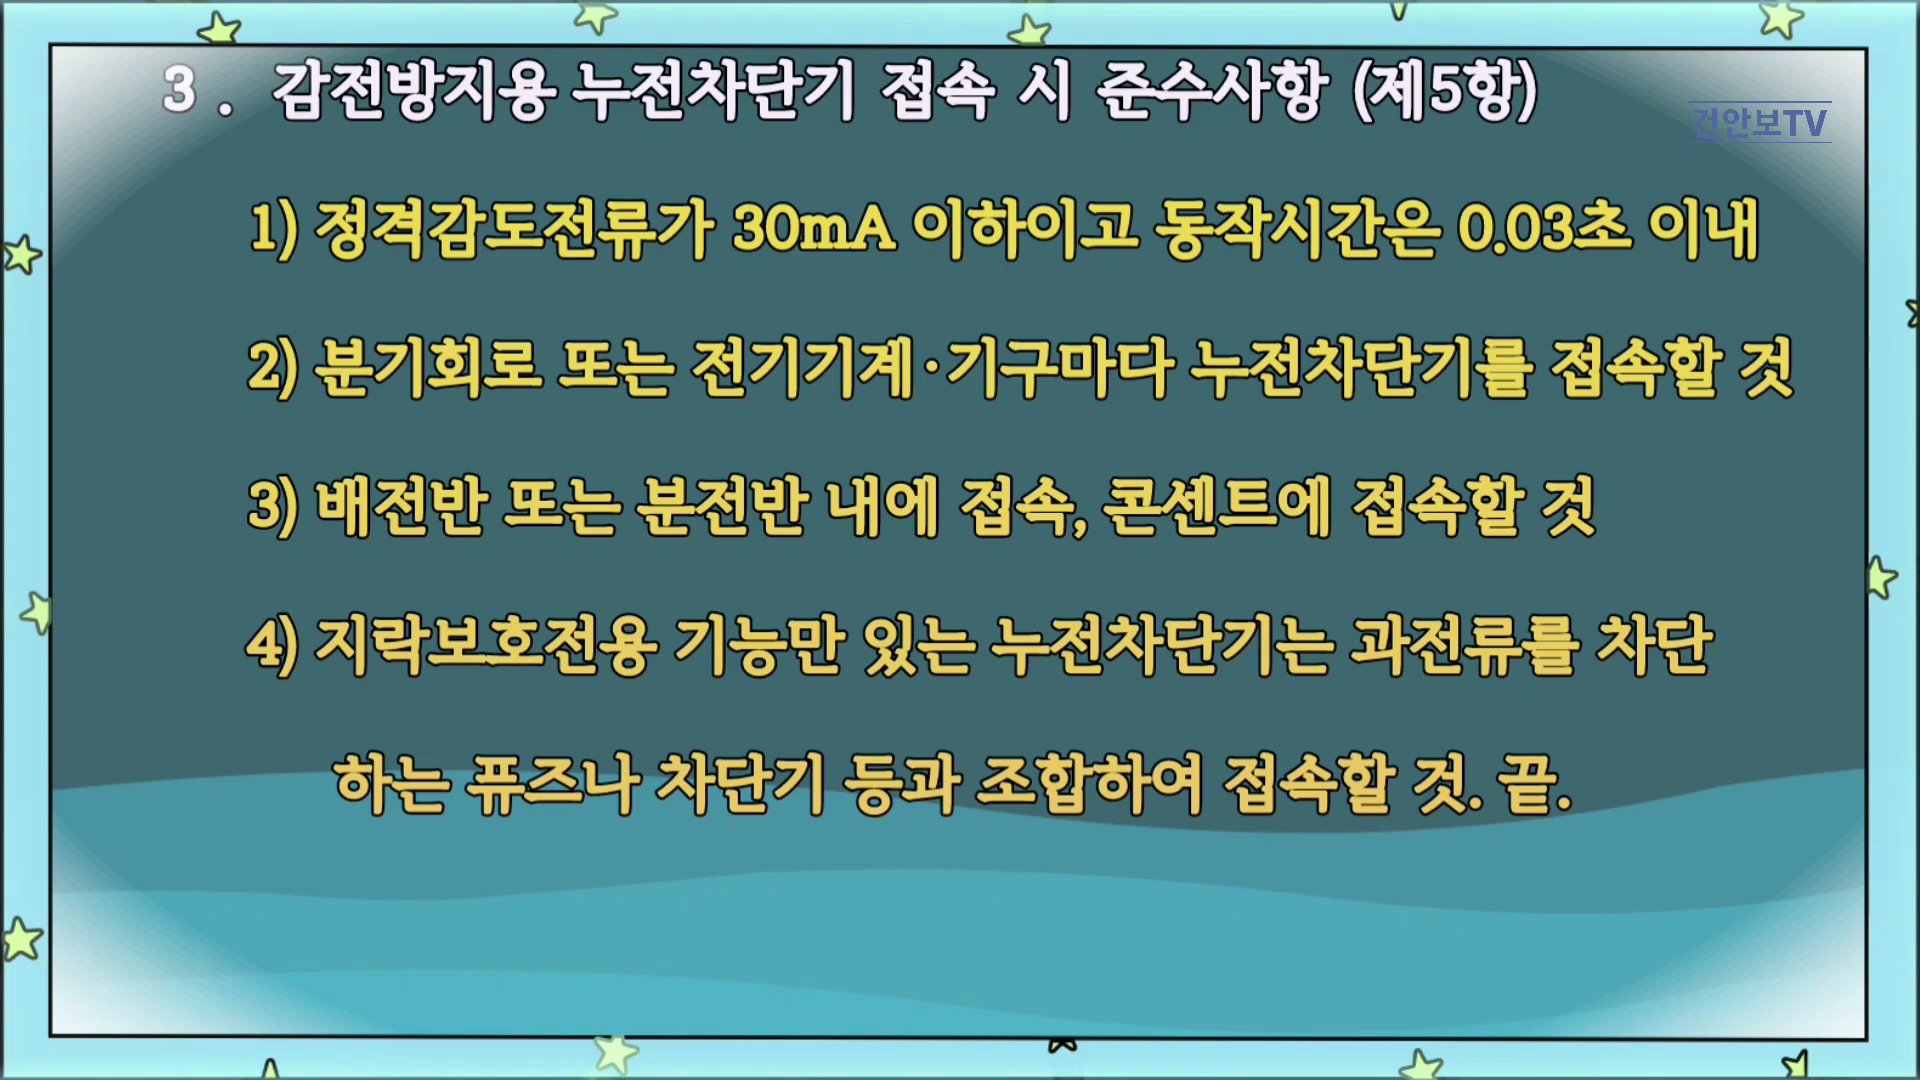 3 . 감전방지용 누전차단기 접속 시 준수사항 (제5항)
건안보TV
1) 정격감도전류가 30mA 이하이고 동작시간은 0.03초 이내
2) 분기회로 또는 전기기계·기구마다 누전차단기를 접속할 것
3) 배전반 또는 분전반 내에 접속, 콘센트에 접속할 것
4) 지락보호전용 기능만 있는 누전차단기는 과전류를 차단
하는 퓨즈나 차단기 등과 조합하여 접속할 것. 끝.